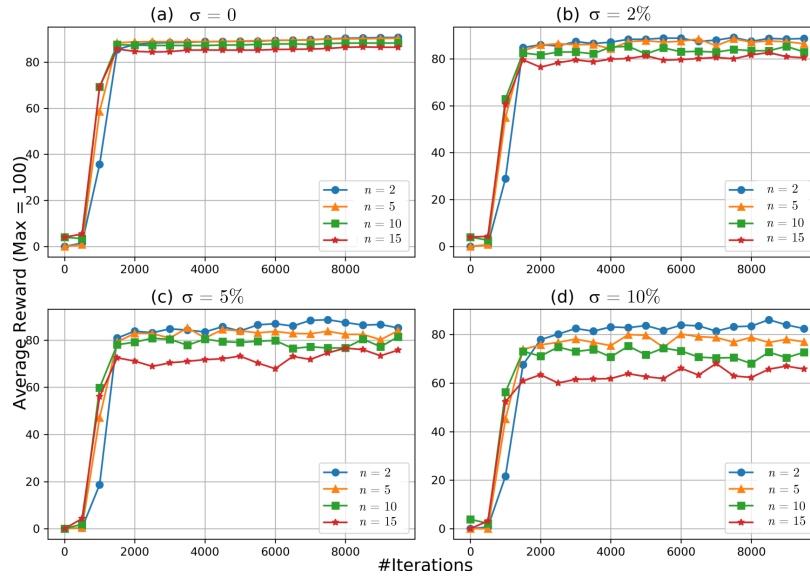 (a) σ = 0
(b) σ = 2%
80
60
40
20
0
n = 2
n = 5
n = 10
n = 15
0 2000 4000 6000 8000
80
60
40
20
0
n = 2
n = 5
n = 10
n = 15
0 2000 4000 6000 8000
Average Reward (Max = 100)
(c) σ = 5%
(d) σ = 10%
80
60
40
20
0
n = 2
n = 5
n = 10
n = 15
0 2000 4000 6000 8000
80
60
40
20
0
n = 2
n = 5
n = 10
n = 15
0 2000 4000 6000 8000
#Iterations